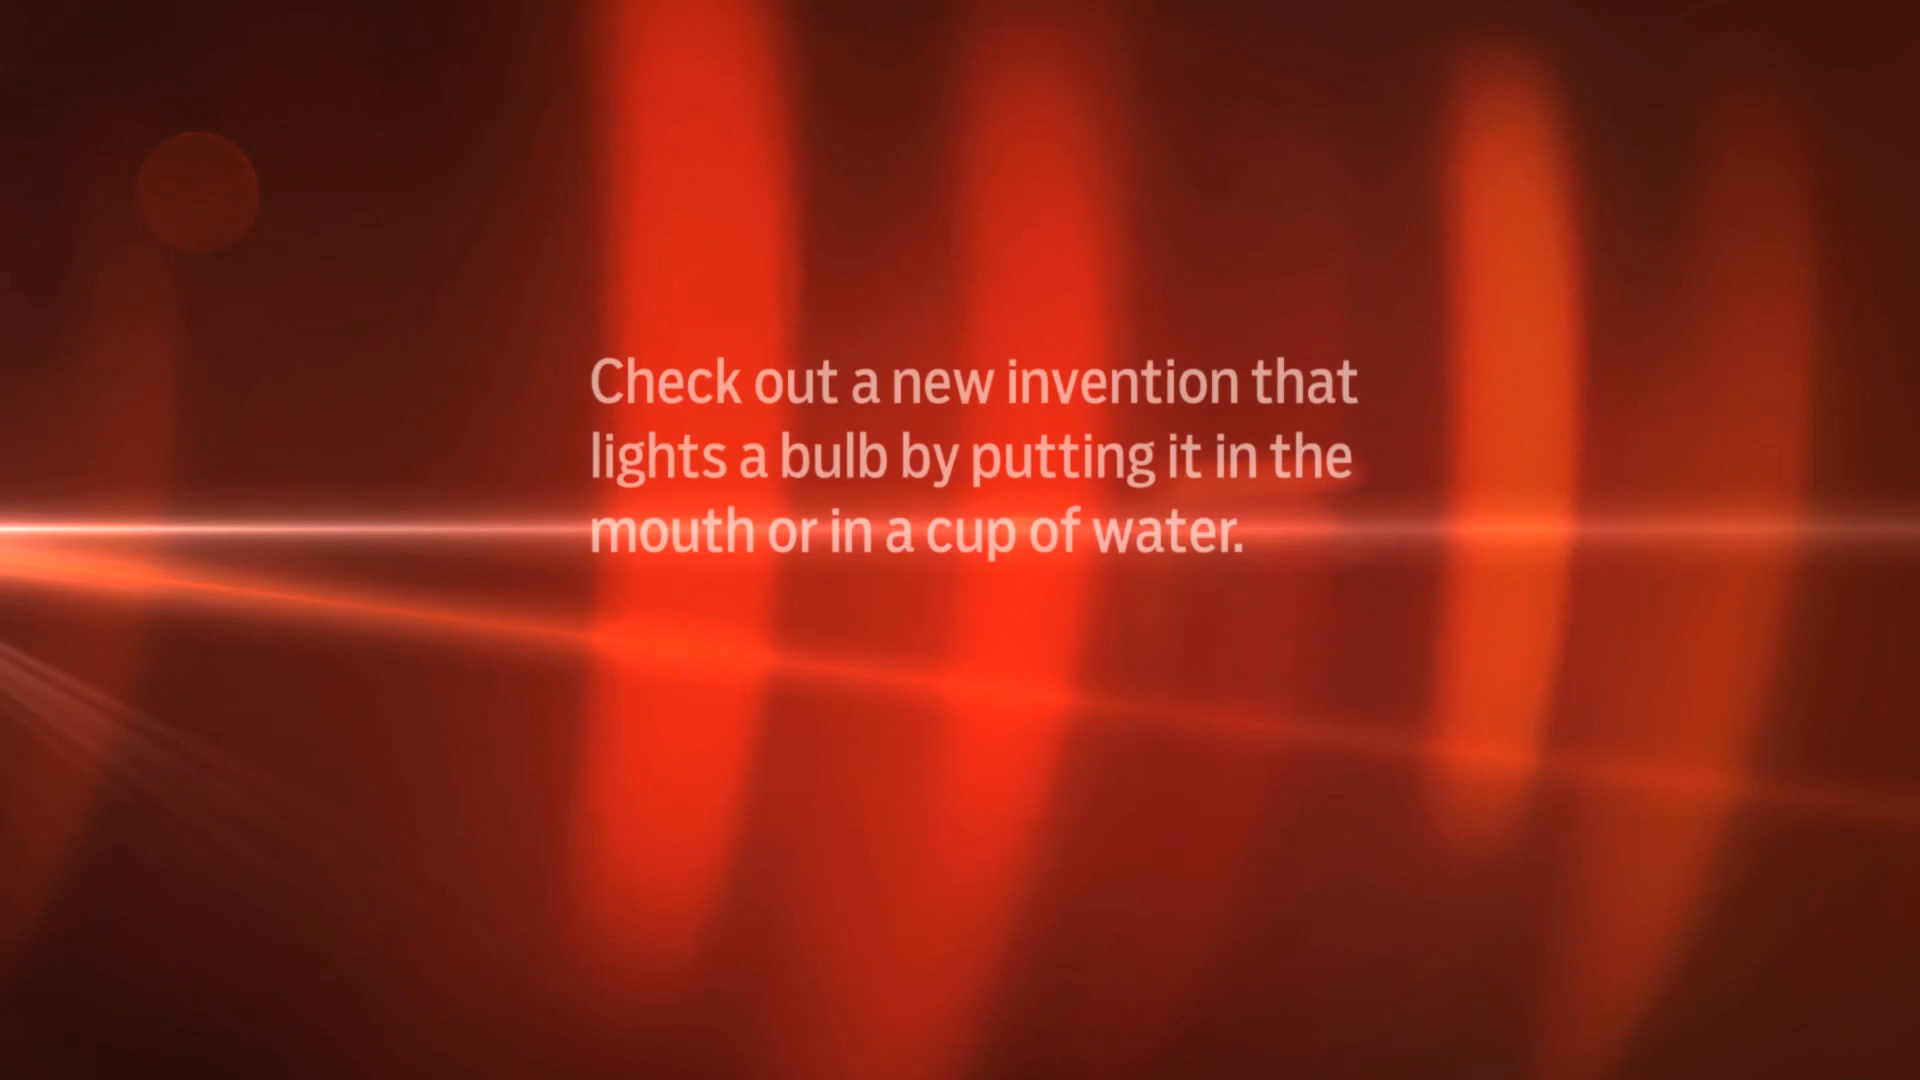 Check out a new invention that
lights a bulb by putting it in the
mouth or in a cup of water.